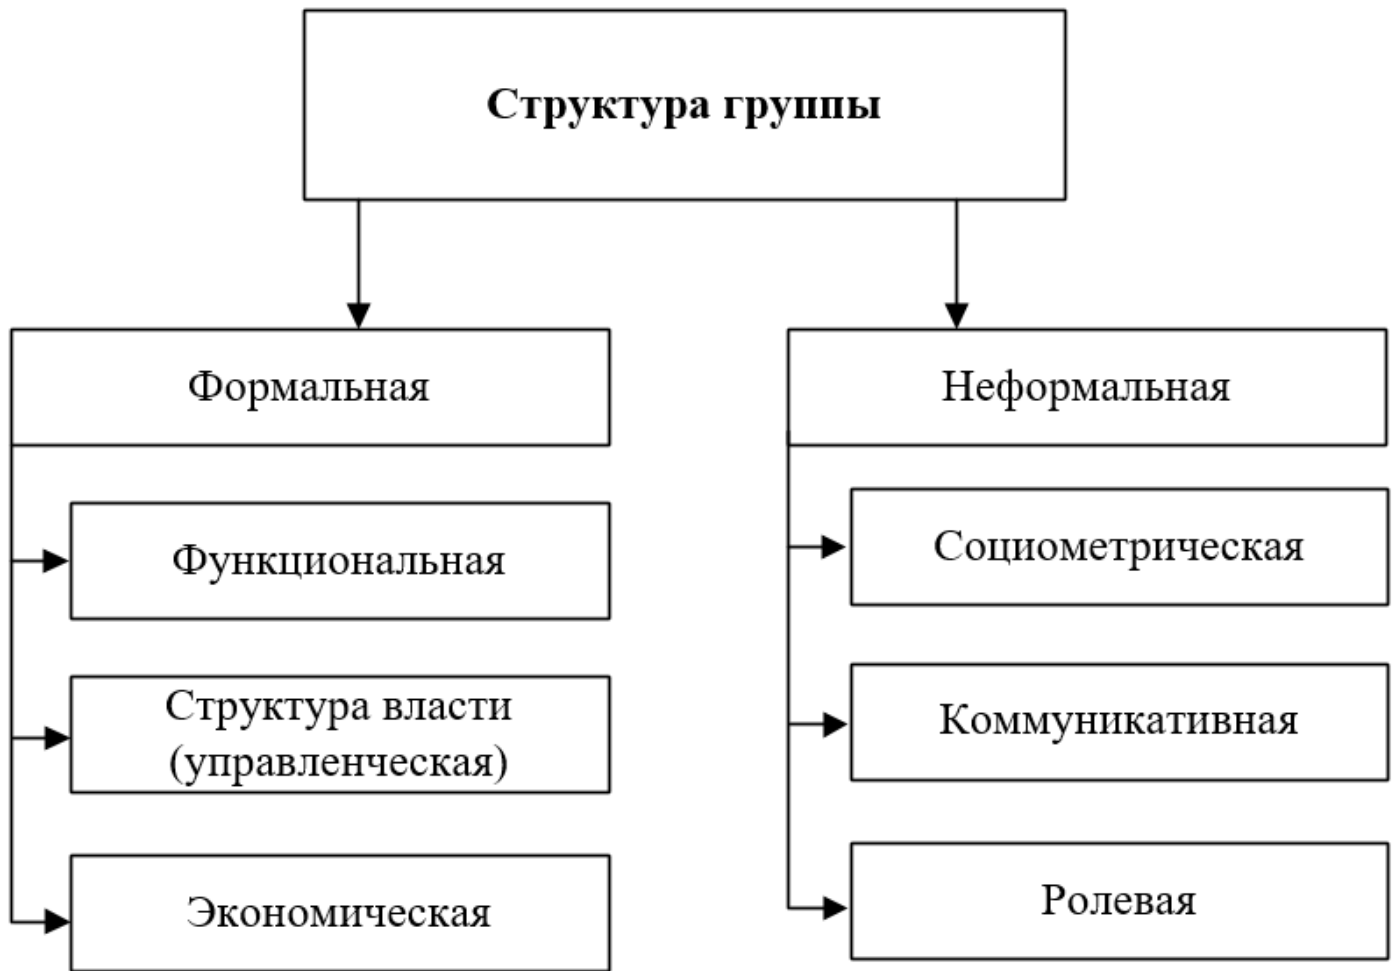 Структура группы
Формальная
Функциональная
Структура власти
(управленческая)
Экономическая
Неформальная
Социометрическая
Коммуникативная
Ролевая